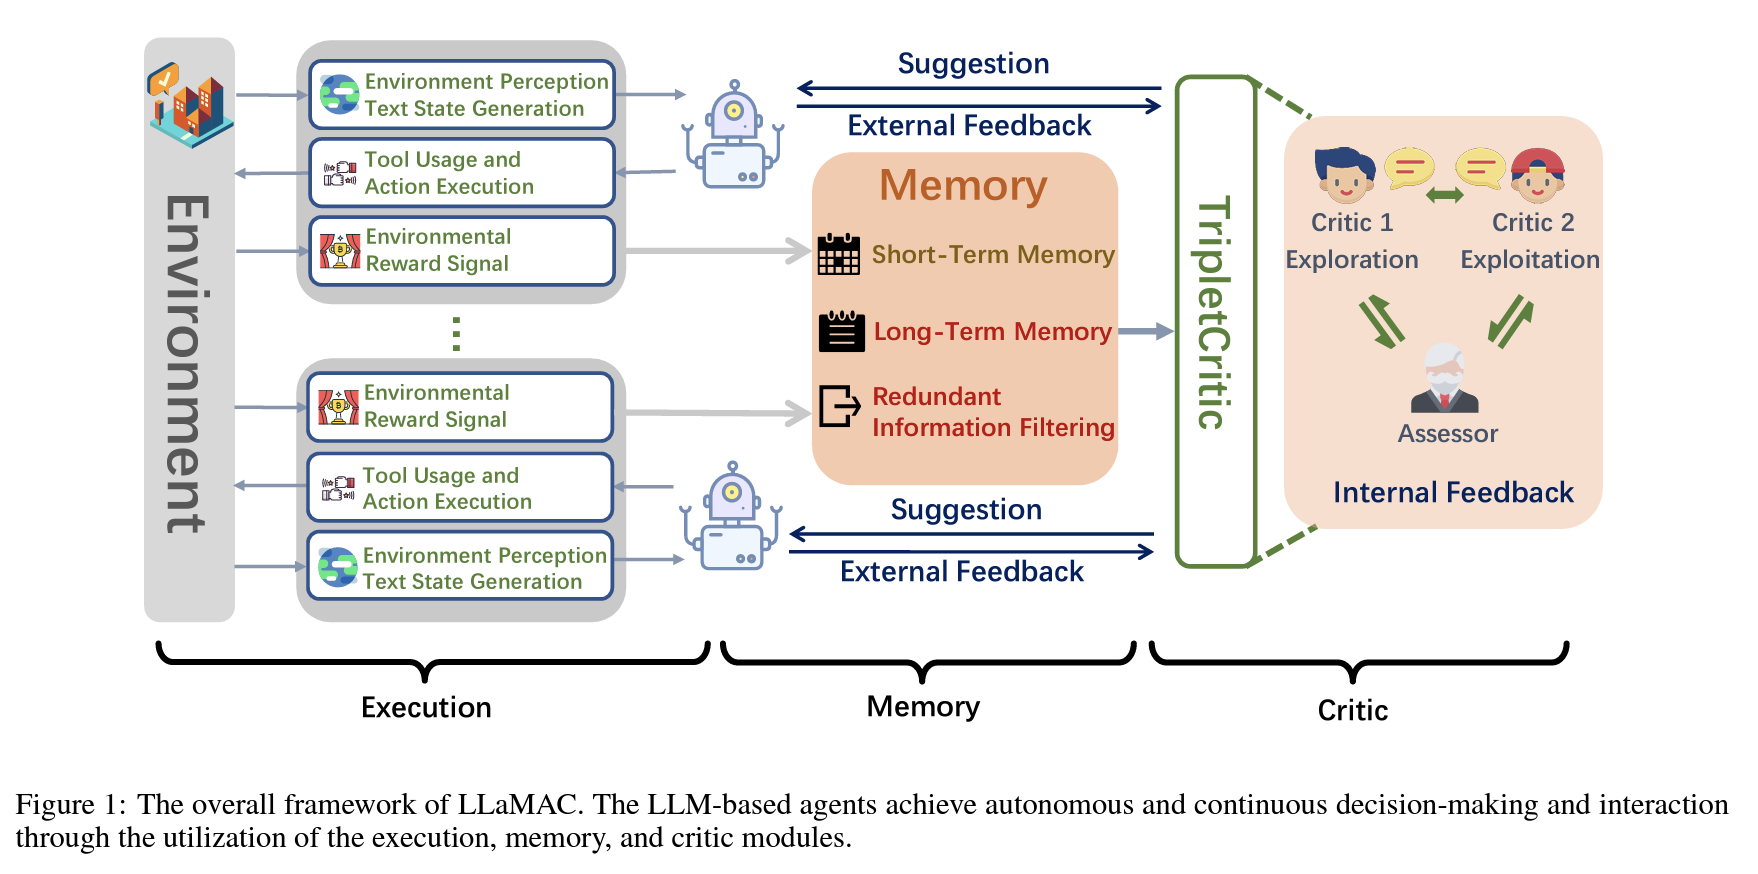 Environment
Environment Perception
Text State Generation
Tool Usage and
Action Execution
Environmental
Reward Signal
Environmental
Reward Signal
Tool Usage and
Action Execution
Environment Perception
Text State Generation
Suggestion
External Feedback
Memory
Short-Term Memory
Long-Term Memory
Redundant
Information Filtering
Suggestion
External Feedback
TripletCritic
Critic 1
Exploration
Critic 2
Exploitation
Assessor
Internal Feedback
Execution
Memory
Critic
Figure 1: The overall framework of LLaMAC. The LLM-based agents achieve autonomous and continuous decision-making and interaction
through the utilization of the execution, memory, and critic modules.